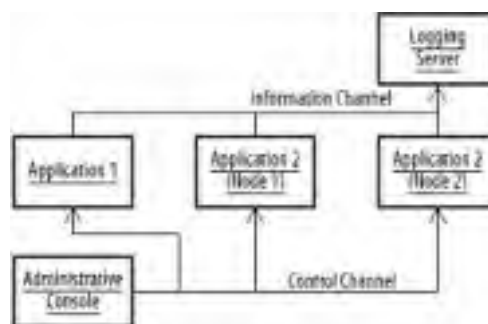 Logging
Server
Information Channel
Application 1
Application 2
(Node 1)
Application 2
(Node 2)
Administrative
Console
Control Channel